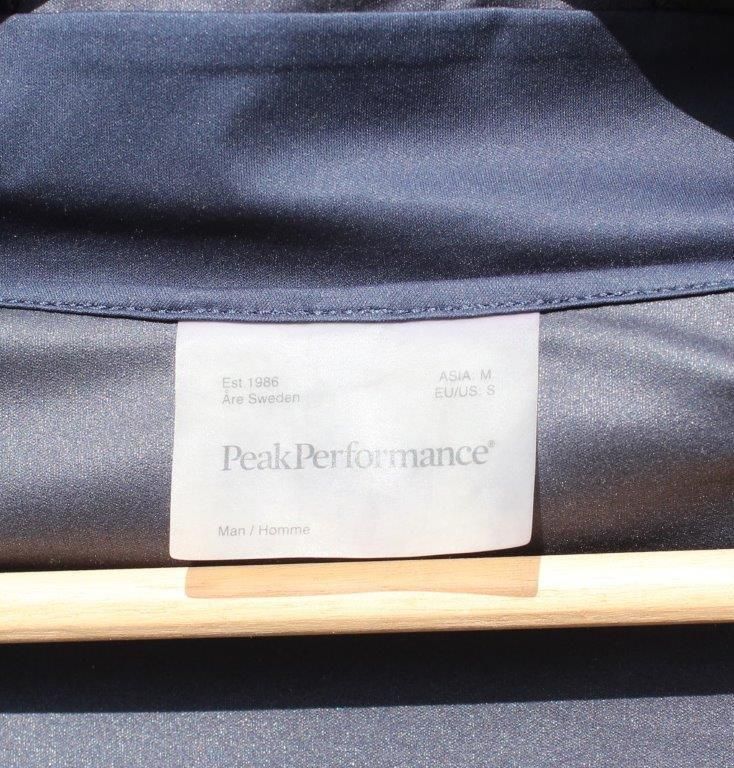 Est 1986
Åre Sweden
ASIA: M
EU/US: S
PeakPerformance®
Man / Homme